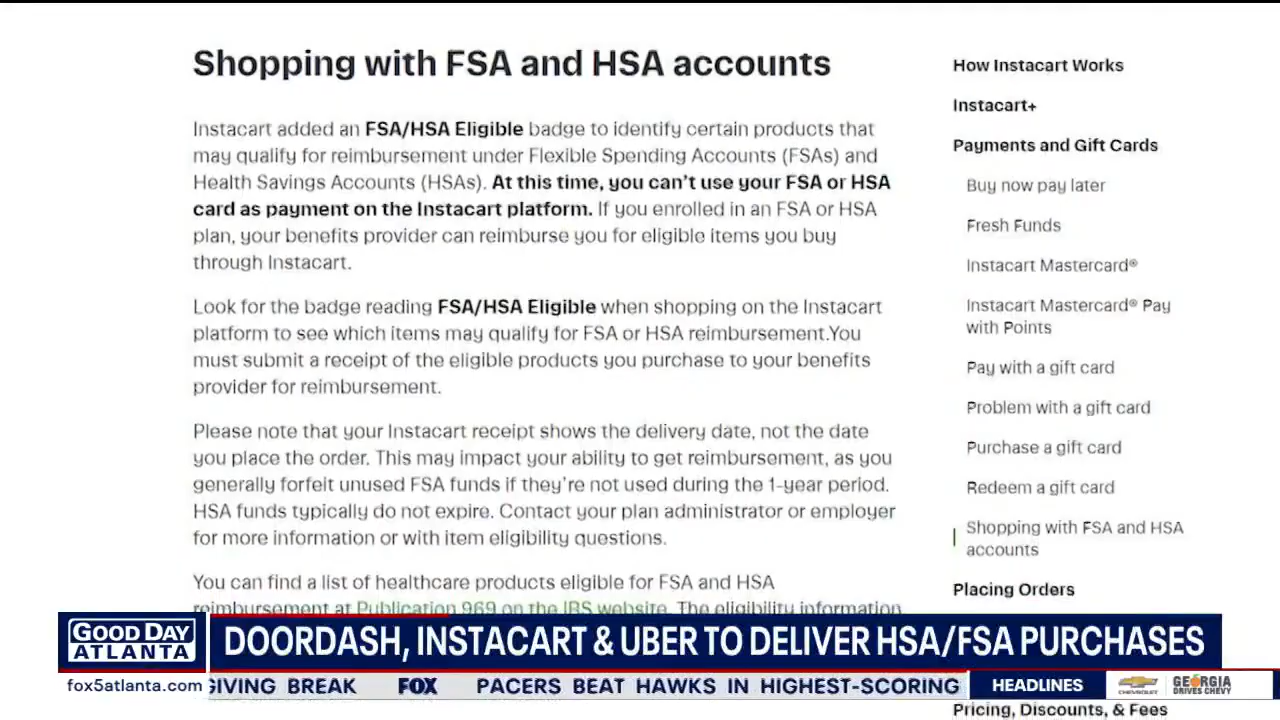 Shopping with FSA and HSA accounts
Instacart added an FSA/HSA Eligible badge to identify certain products that
may qualify for reimbursement under Flexible Spending Accounts (FSAs) and
Health Savings Accounts (HSAs). At this time, you can't use your FSA or HSA
card as payment on the Instacart platform. If you enrolled in an FSA or HSA
plan, your benefits provider can reimburse you for eligible items you buy
through Instacart.
Look for the badge reading FSA/HSA Eligible when shopping on the Instacart
platform to see which items may qualify for FSA or HSA reimbursement.You
must submit a receipt of the eligible products you purchase to your benefits
provider for reimbursement.
Please note that your Instacart receipt shows the delivery date, not the date
you place the order. This may impact your ability to get reimbursement, as you
generally forfeit unused FSA funds if they're not used during the 1-year period.
HSA funds typically do not expire. Contact your plan administrator or employer
for more information or with item eligibility questions.
You can find a list of healthcare products eligible for FSA and HSA
reimbursement at Publication 969 on the IRS website. The eligibility information
How Instacart Works
Instacart+
Payments and Gift Cards
Buy now pay later
Fresh Funds
Instacart Mastercard®
Instacart Mastercard® Pay
with Points
Pay with a gift card
Problem with a gift card
Purchase a gift card
Redeem a gift card
Shopping with FSA and HSA
accounts
Placing Orders
Pricing, Discounts, & Fees
GOOD DAY
ATLANTA
DOORDASH, INSTACART & UBER TO DELIVER HSA/FSA PURCHASES
fox5atlanta.com
GIVING BREAK FOX PACERS BEAT HAWKS IN HIGHEST-SCORING
HEADLINES
CHEVROLET
GEORGIA
DRIVES CHEVY